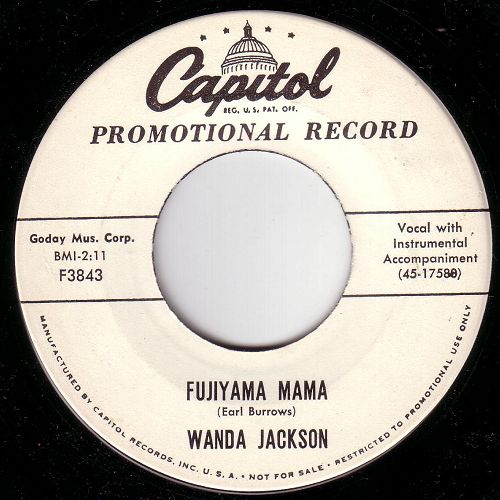 Capitol
REG. U. S. PAT. OFF.
PROMOTIONAL RECORD
Goday Mus. Corp.
BMI-2:11
F3843
Vocal with
Instrumental
Accompaniment
(45-17588)
FUJIYAMA MAMA
(Earl Burrows)
WANDA JACKSON
MANUFACTURED BY CAPITOL RECORDS, INC. U. S. A. • NOT FOR SALE • RESTRICTED TO PROMOTIONAL USE ONLY